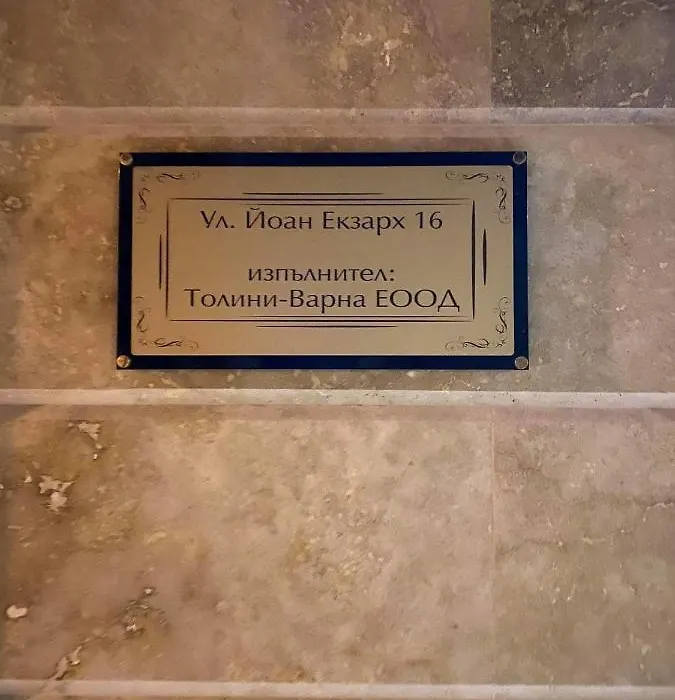 Ул. Йоан Екзарх 16
изпълнител:
Толини-Варна ЕООД